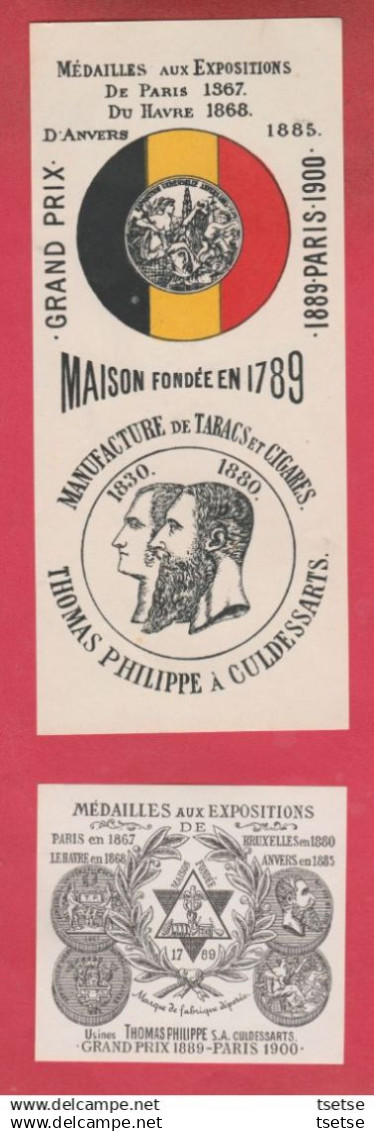 MÉDAILLES AUX EXPOSITIONS
DE PARIS 1867.
DU HAVRE 1868.
D'ANVERS 1885.
·GRAND PRIX·
·1889·PARIS·1900·
MAISON FONDÉE EN 1789
MANUFACTURE DE TABACS ET CIGARES.
1830. 1880.
THOMAS PHILIPPE À CULDESSARTS.
MÉDAILLES AUX EXPOSITIONS
DE
PARIS en 1867 BRUXELLES en 1880
LE HAVRE en 1868 ANVERS en 1885
MAISON FONDÉE
17 89
Marque de fabrique déposée.
Usines THOMAS PHILIPPE S.A. CULDESSARTS.
·GRAND PRIX 1889-PARIS 1900·
tsetse tsetse
www.delcampe.net